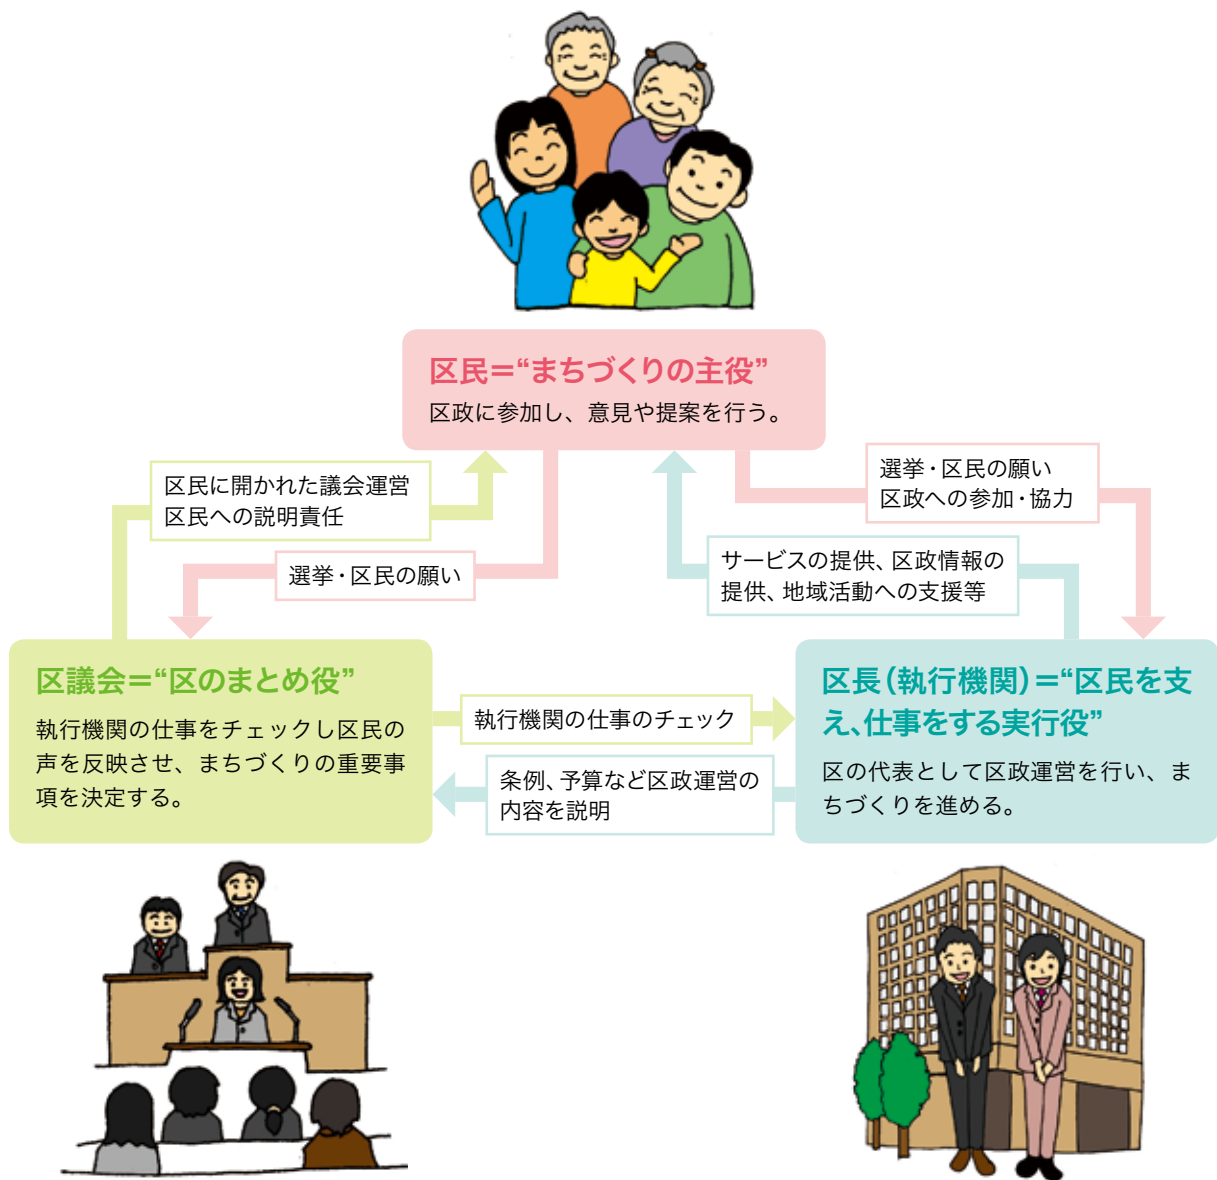 区民＝“まちづくりの主役”
区政に参加し、意見や提案を行う。
区民に開かれた議会運営
区民への説明責任
選挙・区民の願い
選挙・区民の願い
区政への参加・協力
サービスの提供、区政情報の
提供、地域活動への支援等
区議会＝“区のまとめ役”
執行機関の仕事をチェックし区民の
声を反映させ、まちづくりの重要事
項を決定する。
執行機関の仕事のチェック
条例、予算など区政運営の
内容を説明
区長（執行機関）＝“区民を支
え、仕事をする実行役”
区の代表として区政運営を行い、ま
ちづくりを進める。